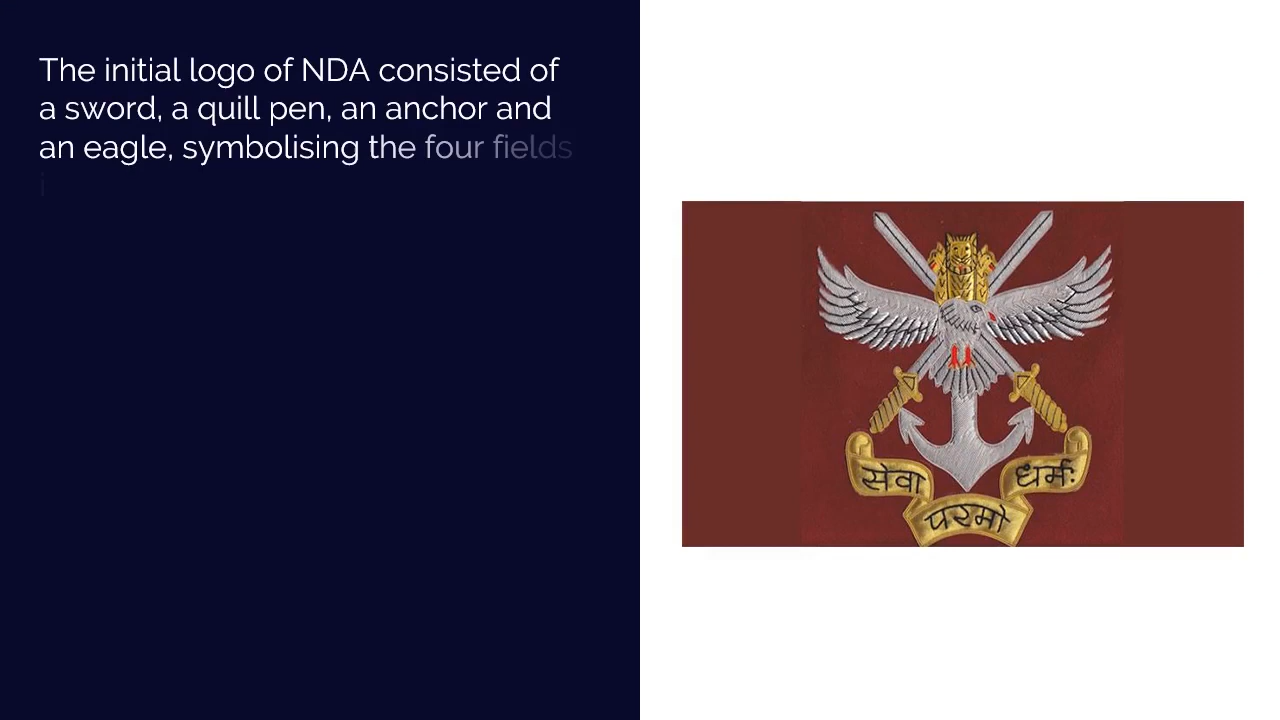 The initial logo of NDA consisted of
a sword, a quill pen, an anchor and
an eagle, symbolising the four fields
i
सेवा
परमो
धर्मः